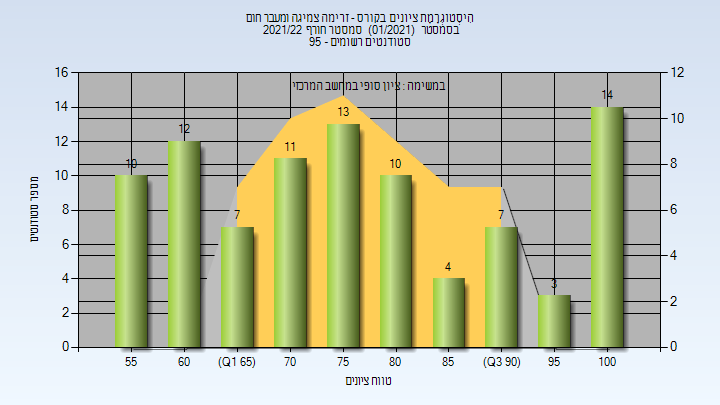 היסטוגרמת ציונים בקורס - זרימה צמיגה ומעבר חום
בסמסטר (01/2021) סמסטר חורף 2021/22
סטודנטים רשומים - 95
במשימה : ציון סופי במחשב המרכזי
16 14 12 10 8 6 4 2 0
12 10 8 6 4 2 0
10 12 7 11 13 10 4 7 3 14
מספר סטודנטים
55 60 (Q1 65) 70 75 80 85 (Q3 90) 95 100
טווח ציונים